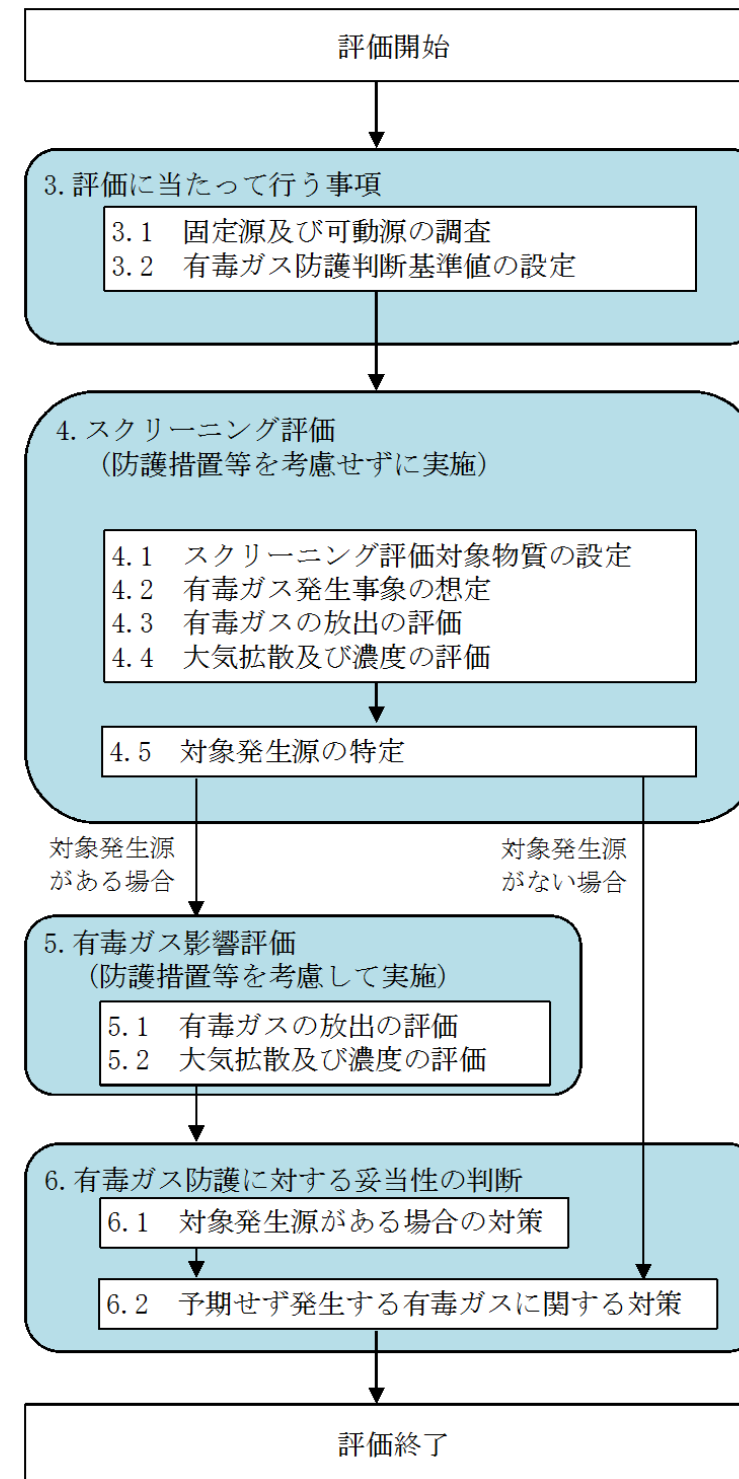 評価開始
3.評価に当たって行う事項
3.1　固定源及び可動源の調査
3.2　有毒ガス防護判断基準値の設定
4.スクリーニング評価
(防護措置等を考慮せずに実施)
4.1　スクリーニング評価対象物質の設定
4.2　有毒ガス発生事象の想定
4.3　有毒ガスの放出の評価
4.4　大気拡散及び濃度の評価
4.5　対象発生源の特定
対象発生源
がある場合
対象発生源
がない場合
5.有毒ガス影響評価
(防護措置等を考慮して実施)
5.1　有毒ガスの放出の評価
5.2　大気拡散及び濃度の評価
6.有毒ガス防護に対する妥当性の判断
6.1　対象発生源がある場合の対策
6.2　予期せず発生する有毒ガスに関する対策
評価終了